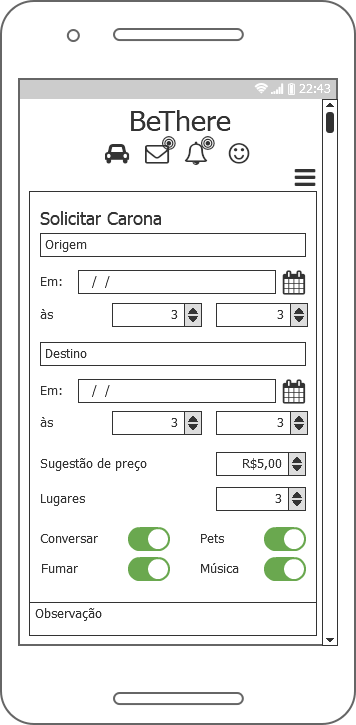 22:43
BeThere
Solicitar Carona
Origem
Em: / /
às 3 3
Destino
Em: / /
às 3 3
Sugestão de preço R$5,00
Lugares 3
Conversar Pets
Fumar Música
Observação